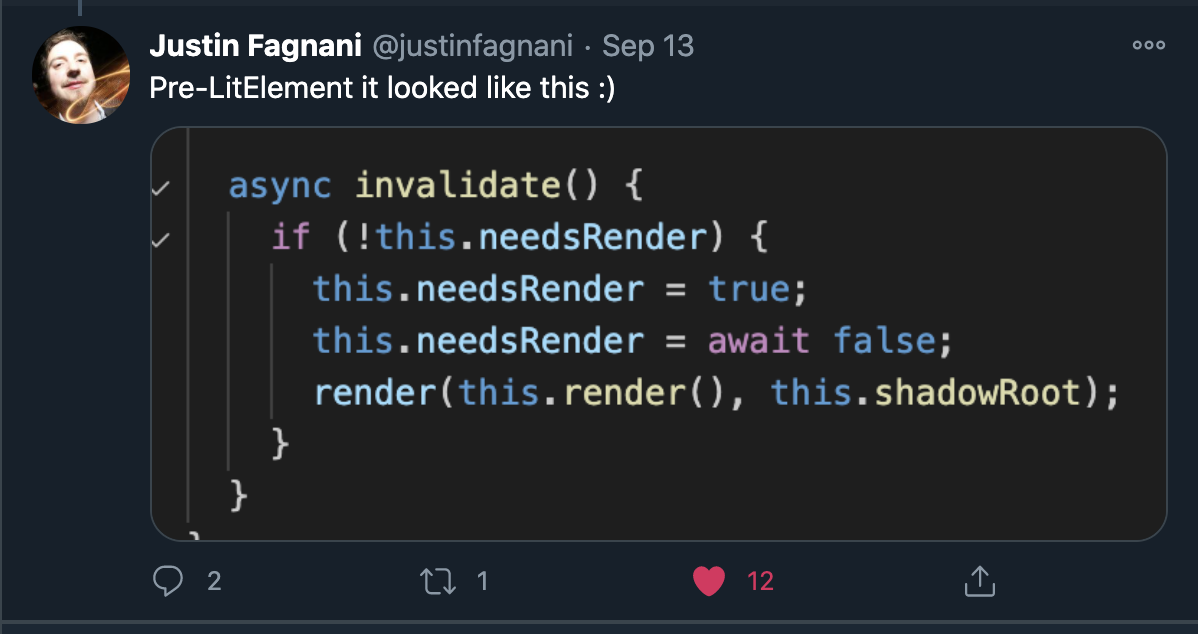 Justin Fagnani @justinfagnani · Sep 13
Pre-LitElement it looked like this :)
async invalidate() {
if (!this.needsRender) {
this.needsRender = true;
this.needsRender = await false;
render(this.render(), this.shadowRoot);
}
}
}
2 1 12